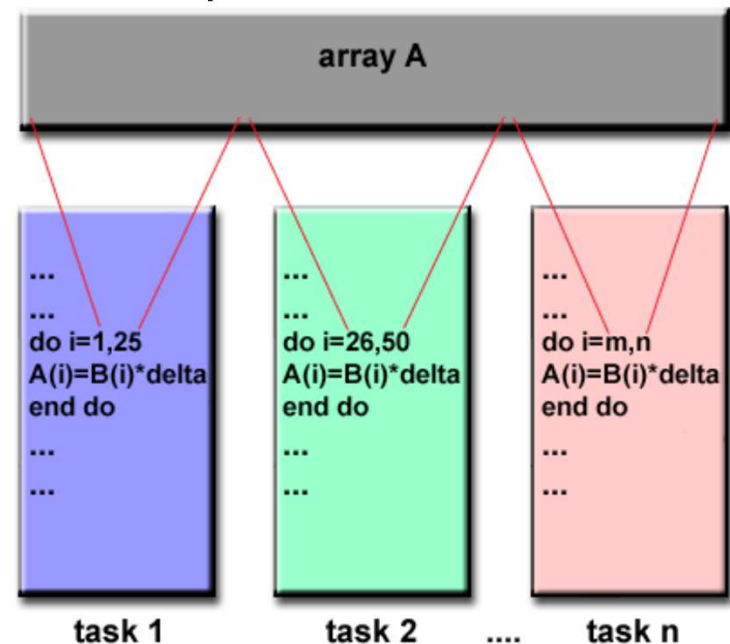 array A
...
...
do i=1,25
A(i)=B(i)*delta
end do
...
...
task 1
...
...
do i=26,50
A(i)=B(i)*delta
end do
...
...
task 2
....
...
...
do i=m,n
A(i)=B(i)*delta
end do
...
...
task n